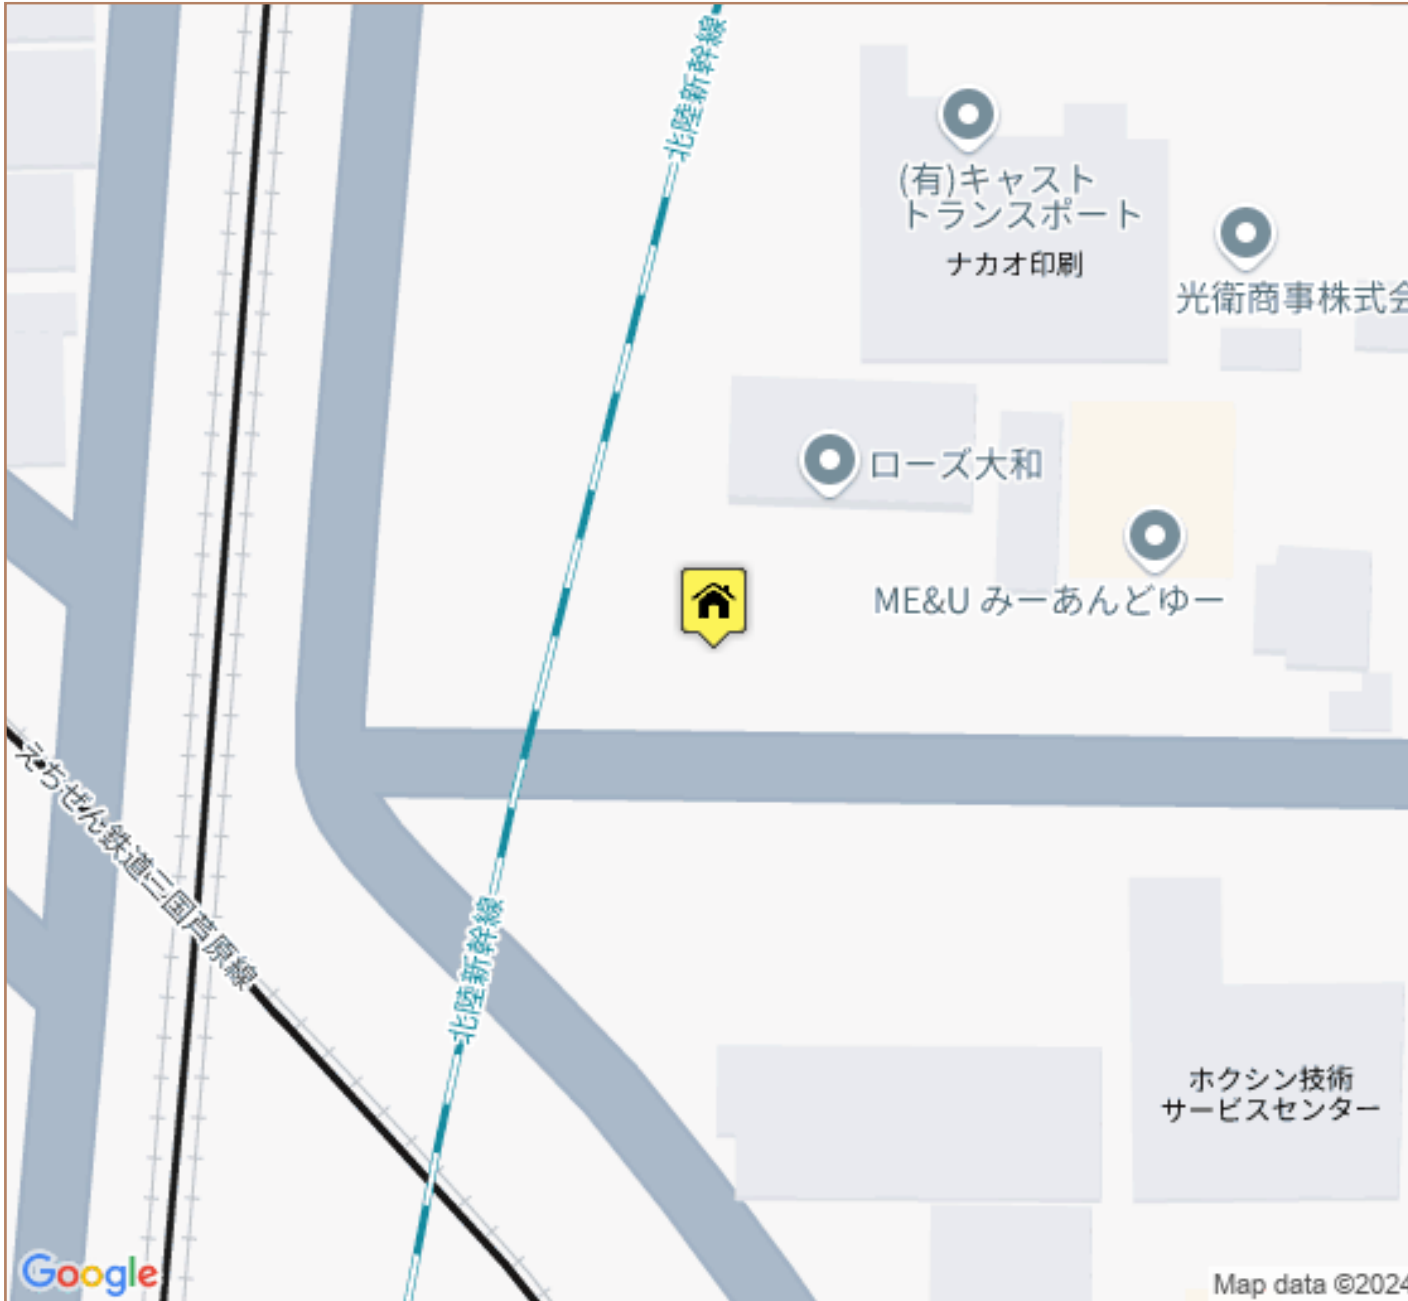 北陸新幹線
(有)キャスト
トランスポート
ナカオ印刷
光衛商事株式会
ローズ大和
ME&U みーあんどゆー
えちぜん鉄道三国芦原線
北陸新幹線
ホクシン技術
サービスセンター
Google
Map data ©2024